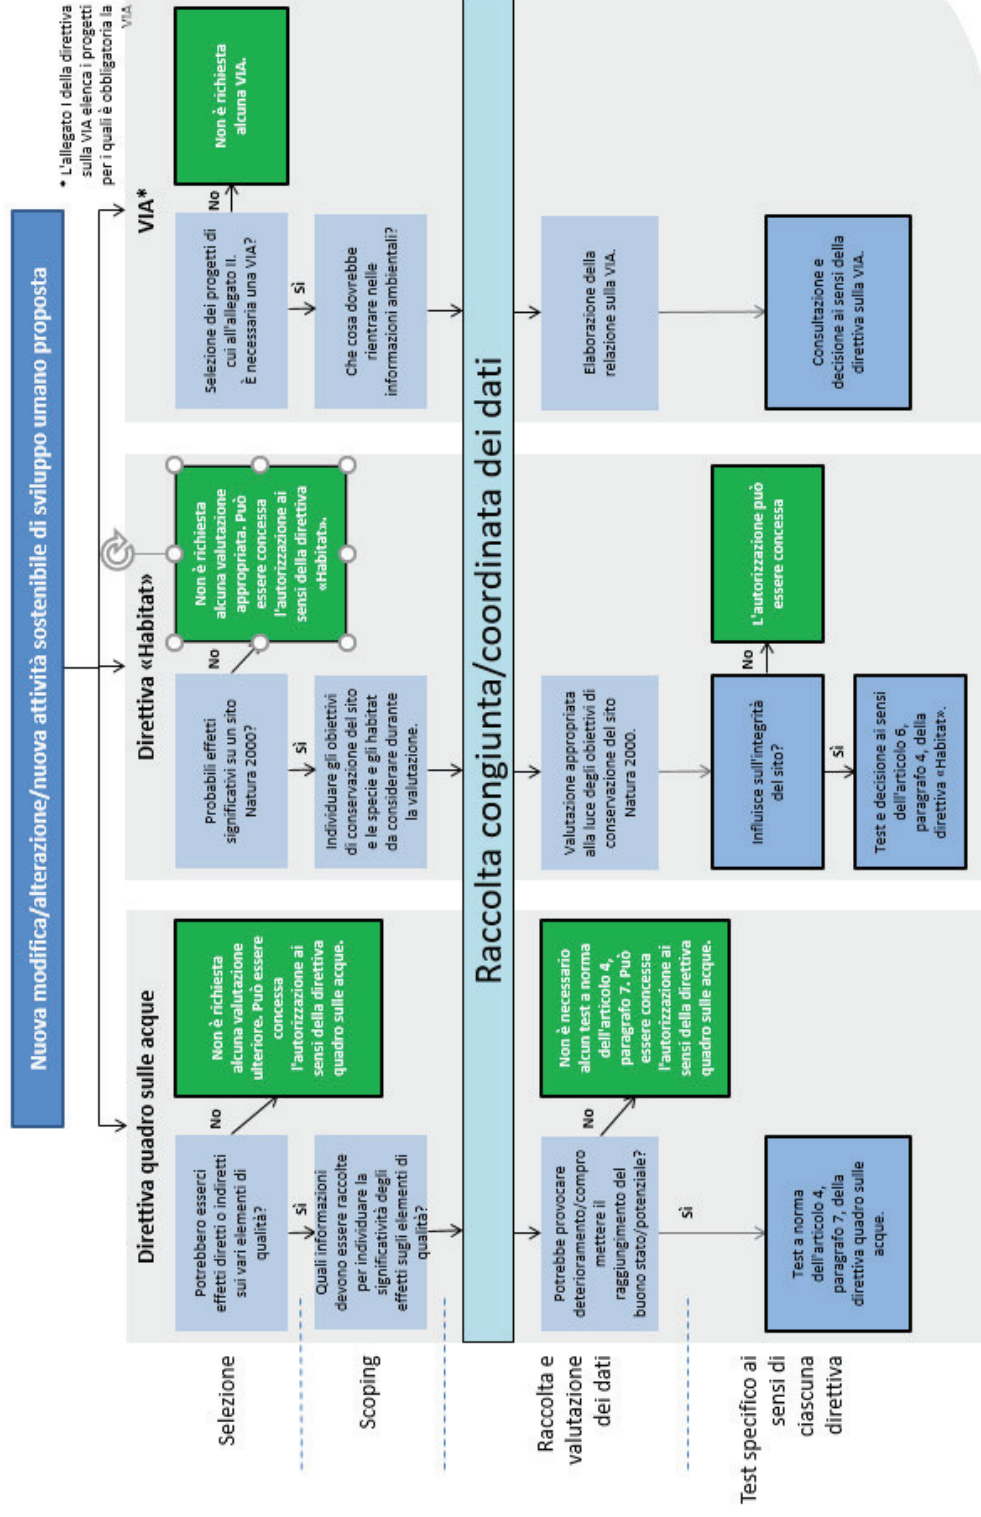 Nuova modifica/alterazione/nuova attività sostenibile di sviluppo umano proposta
* L'allegato I della direttiva
sulla VIA elenca i progetti
per i quali è obbligatoria la
VIA
Direttiva quadro sulle acque
Direttiva «Habitat»
VIA*
Selezione
Potrebbero esserci
effetti diretti o indiretti
sui vari elementi di
qualità?
No
Non è richiesta
alcuna valutazione
ulteriore. Può essere
concessa
l'autorizzazione ai
sensi della direttiva
quadro sulle acque.
Probabili effetti
significativi su un sito
Natura 2000?
No
Non è richiesta
alcuna valutazione
appropriata. Può
essere concessa
l'autorizzazione ai
sensi della direttiva
«Habitat».
Selezione dei progetti di
cui all'allegato II.
È necessaria una VIA?
No
Non è richiesta
alcuna VIA.
Sì
Sì
Sì
Scoping
Quali informazioni
devono essere raccolte
per individuare la
significatività degli
effetti sugli elementi di
qualità?
Individuare gli obiettivi
di conservazione del sito
e le specie e gli habitat
da considerare durante
la valutazione.
Che cosa dovrebbe
rientrare nelle
informazioni ambientali?
Raccolta congiunta/coordinata dei dati
Raccolta e
valutazione
dei dati
Potrebbe provocare
deterioramento/compro
mettere il
raggiungimento del
buono stato/potenziale?
No
Non è necessario
alcun test a norma
dell'articolo 4,
paragrafo 7. Può
essere concessa
l'autorizzazione ai
sensi della direttiva
quadro sulle acque.
Valutazione appropriata
alla luce degli obiettivi di
conservazione del sito
Natura 2000.
Elaborazione della
relazione sulla VIA.
Sì
Test specifico ai
sensi di
ciascuna
direttiva
Test a norma
dell'articolo 4,
paragrafo 7, della
direttiva quadro sulle
acque.
Influisce sull'integrità
del sito?
No
L'autorizzazione può
essere concessa
Sì
Test e decisione ai sensi
dell'articolo 6,
paragrafo 4, della
direttiva «Habitat».
Consultazione e
decisione ai sensi della
direttiva sulla VIA.